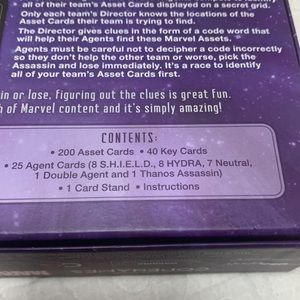 all of their team's Asset Cards displayed on a secret grid.
Only each team's Director knows the locations of
the Asset Cards their team is trying to find.
The Director gives clues in the form of a code word that
will help their Agents find these Marvel Assets.
Agents must be careful not to decipher a code incorrectly
so they don't help the other team or worse, pick the
Assassin and lose immediately. It's a race to identify
all of your team's Asset Cards first.
in or lose, figuring out the clues is great fun.
of Marvel content and it's simply amazing!
CONTENTS:
• 200 Asset Cards • 40 Key Cards
• 25 Agent Cards (8 S.H.I.E.L.D., 8 HYDRA, 7 Neutral,
1 Double Agent and 1 Thanos Assassin)
• 1 Card Stand • Instructions
CODENAME